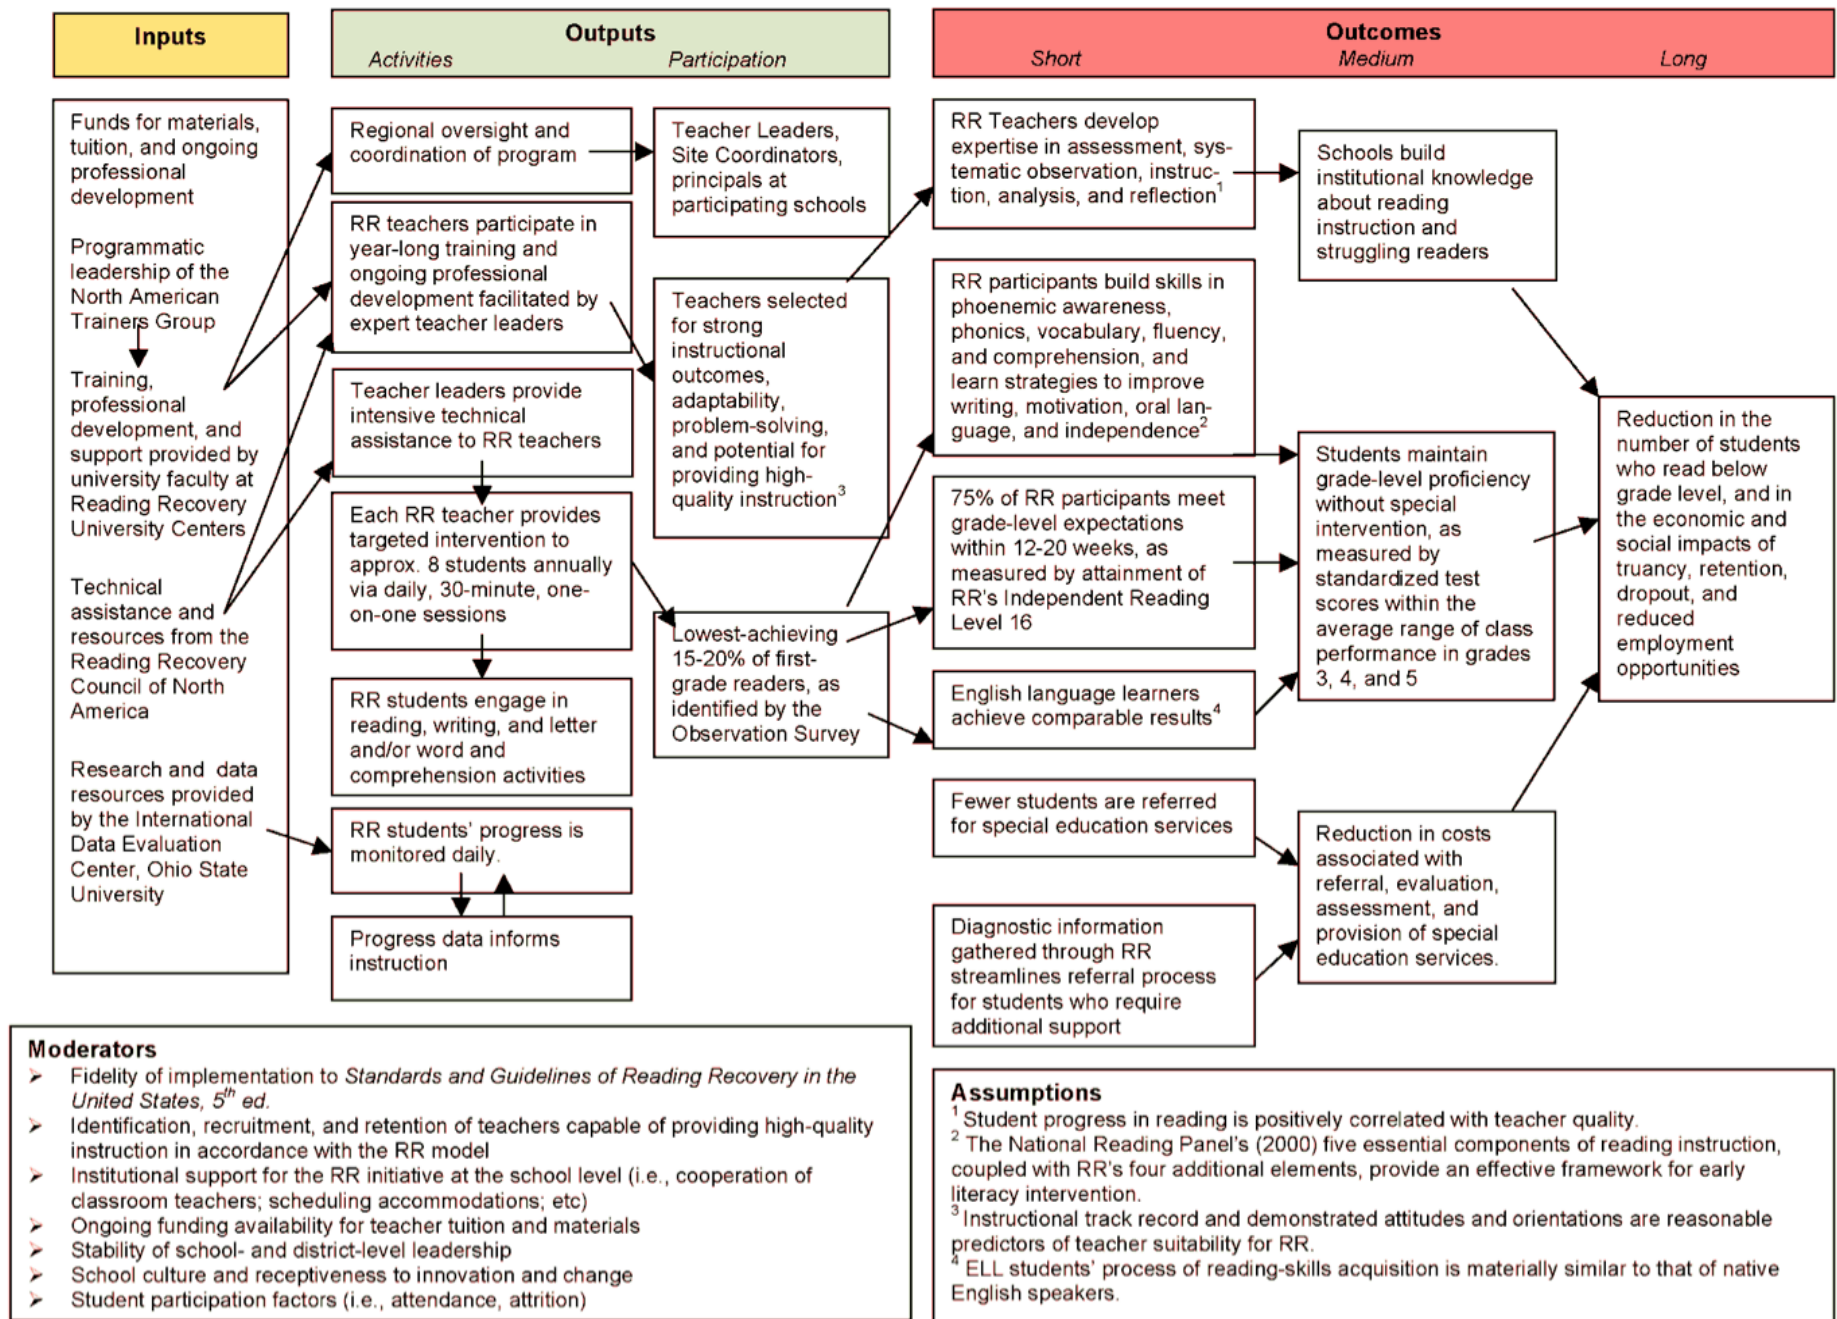 Inputs
Outputs
Activities
Participation
Outcomes
Short
Medium
Long
Funds for materials,
tuition, and ongoing
professional
development
Programmatic
leadership of the
North American
Trainers Group
Training,
professional
development, and
support provided by
university faculty at
Reading Recovery
University Centers
Technical
assistance and
resources from the
Reading Recovery
Council of North
America
Research and data
resources provided
by the International
Data Evaluation
Center, Ohio State
University
Regional oversight and
coordination of program
RR teachers participate in
year-long training and
ongoing professional
development facilitated by
expert teacher leaders
Teacher leaders provide
intensive technical
assistance to RR teachers
Each RR teacher provides
targeted intervention to
approx. 8 students annually
via daily, 30-minute, one-
on-one sessions
RR students engage in
reading, writing, and letter
and/or word and
comprehension activities
RR students' progress is
monitored daily.
Progress data informs
instruction
Teacher Leaders,
Site Coordinators,
principals at
participating schools
Teachers selected
for strong
instructional
outcomes,
adaptability,
problem-solving,
and potential for
providing high-
quality instruction3
Lowest-achieving
15-20% of first-
grade readers, as
identified by the
Observation Survey
RR Teachers develop
expertise in assessment, sys-
tematic observation, instruc-
tion, analysis, and reflection1
RR participants build skills in
phoenemic awareness,
phonics, vocabulary, fluency,
and comprehension, and
learn strategies to improve
writing, motivation, oral lan-
guage, and independence2
75% of RR participants meet
grade-level expectations
within 12-20 weeks, as
measured by attainment of
RR's Independent Reading
Level 16
English language learners
achieve comparable results4
Fewer students are referred
for special education services
Diagnostic information
gathered through RR
streamlines referral process
for students who require
additional support
Schools build
institutional knowledge
about reading
instruction and
struggling readers
Students maintain
grade-level proficiency
without special
intervention, as
measured by
standardized test
scores within the
average range of class
performance in grades
3, 4, and 5
Reduction in costs
associated with
referral, evaluation,
assessment, and
provision of special
education services.
Reduction in the
number of students
who read below
grade level, and in
the economic and
social impacts of
truancy, retention,
dropout, and
reduced
employment
opportunities
Moderators
➢ Fidelity of implementation to Standards and Guidelines of Reading Recovery in the
United States, 5th ed.
➢ Identification, recruitment, and retention of teachers capable of providing high-quality
instruction in accordance with the RR model
➢ Institutional support for the RR initiative at the school level (i.e., cooperation of
classroom teachers; scheduling accommodations; etc)
➢ Ongoing funding availability for teacher tuition and materials
➢ Stability of school- and district-level leadership
➢ School culture and receptiveness to innovation and change
➢ Student participation factors (i.e., attendance, attrition)
Assumptions
1 Student progress in reading is positively correlated with teacher quality.
2 The National Reading Panel's (2000) five essential components of reading instruction,
coupled with RR's four additional elements, provide an effective framework for early
literacy intervention.
3 Instructional track record and demonstrated attitudes and orientations are reasonable
predictors of teacher suitability for RR.
4 ELL students' process of reading-skills acquisition is materially similar to that of native
English speakers.